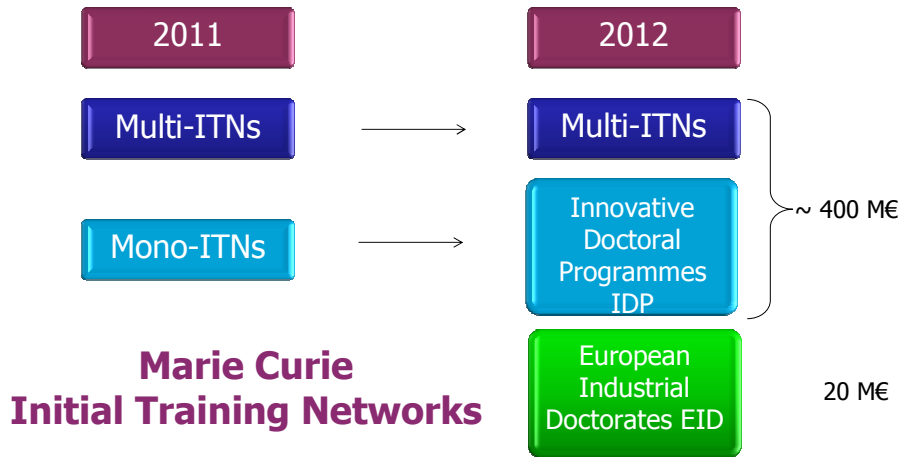 2011
2012
Multi-ITNs
Multi-ITNs
Mono-ITNs
Innovative
Doctoral
Programmes
IDP
~ 400 M€
Marie Curie
Initial Training Networks
European
Industrial
Doctorates EID
20 M€